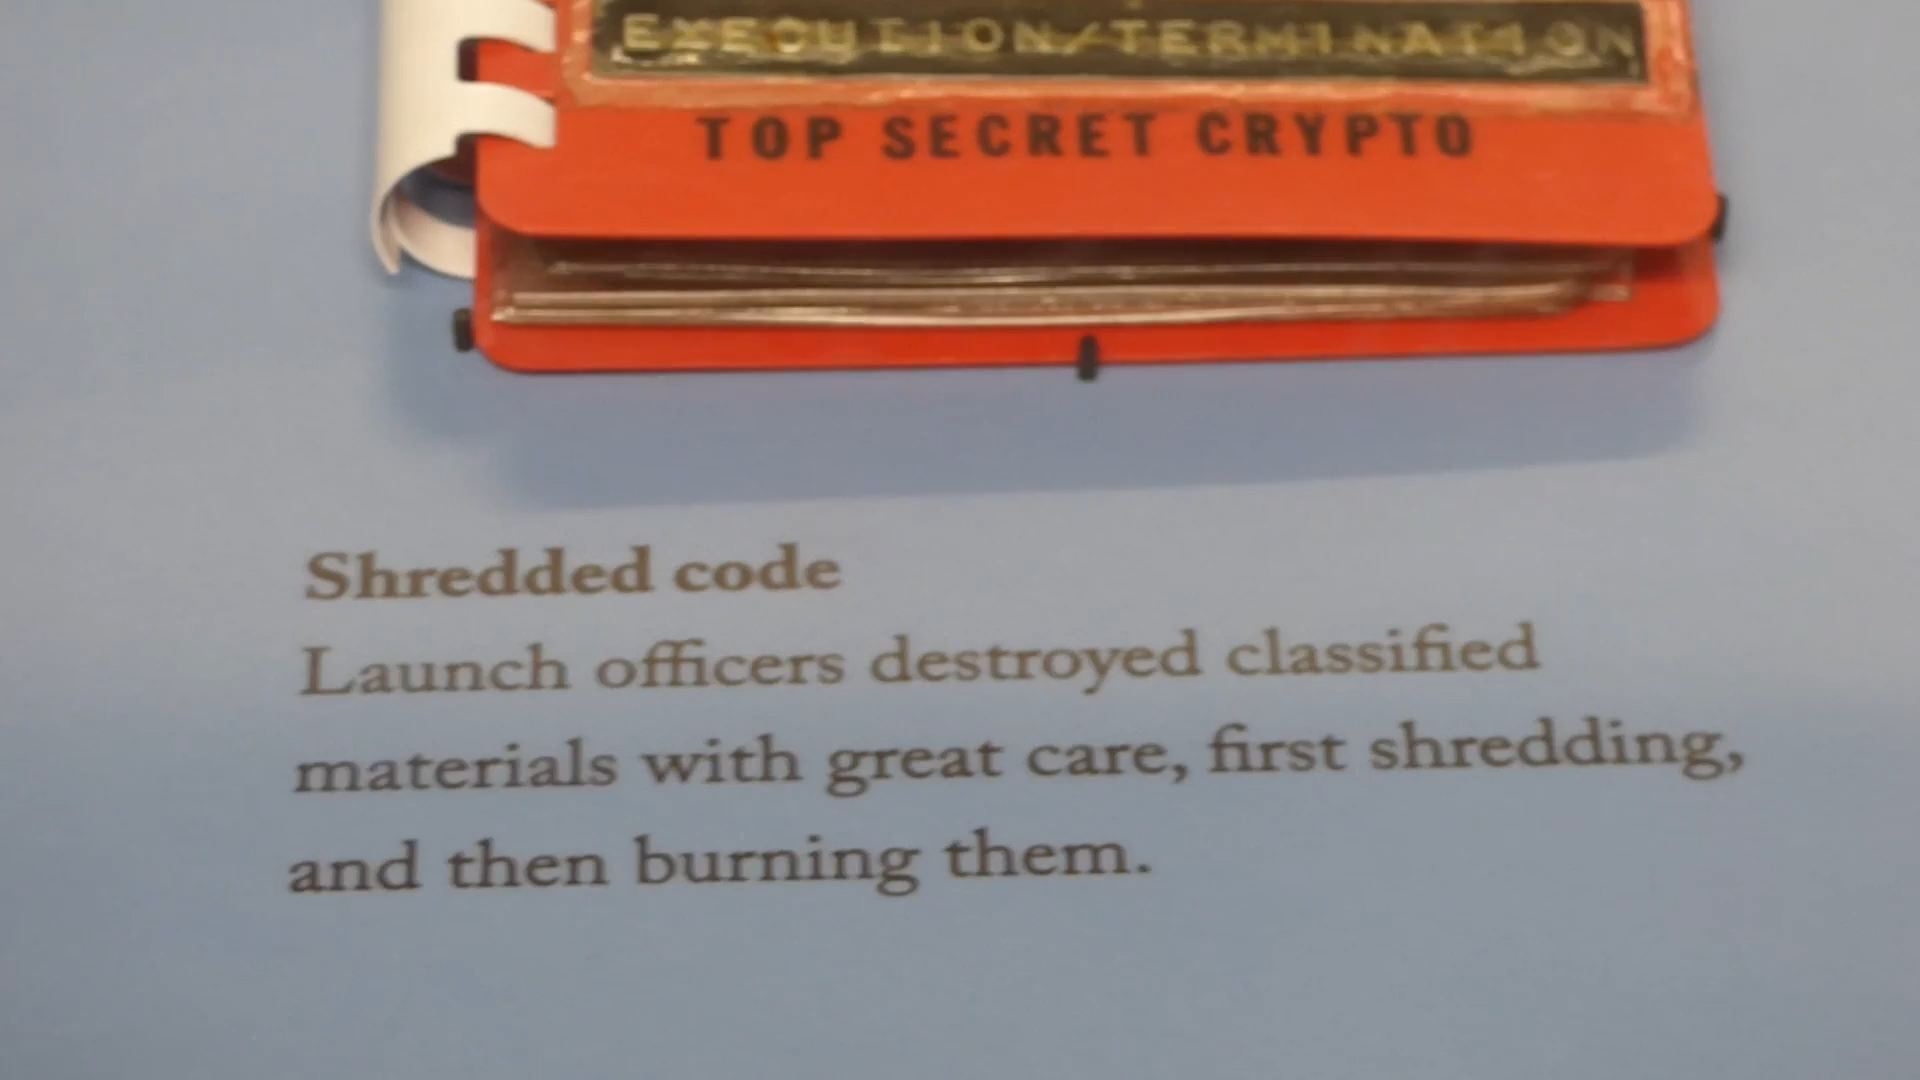 EXECUTION/TERMINATION
TOP SECRET CRYPTO
Shredded code
Launch officers destroyed classified
materials with great care, first shredding,
and then burning them.